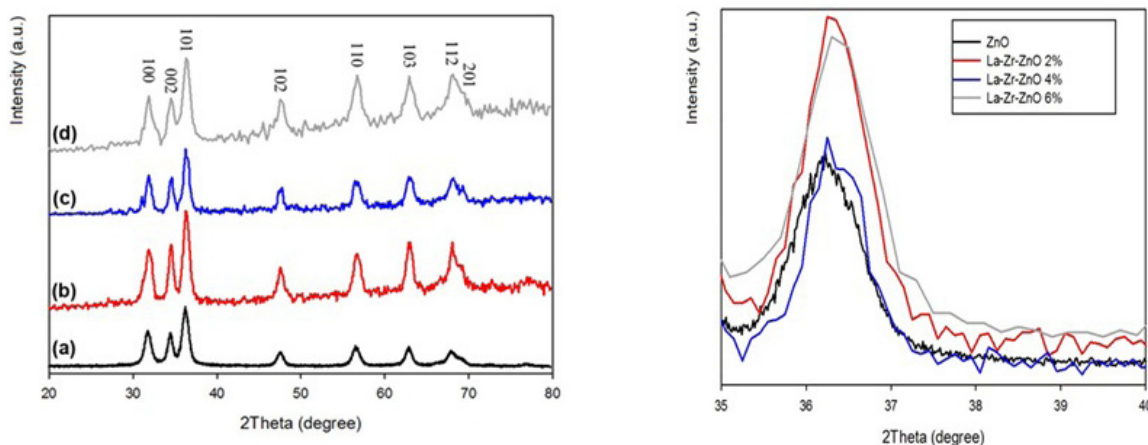 Intensity (a.u.)
100
002
101
102
110
103
112
201
(d)
(c)
(b)
(a)
20 30 40 50 60 70 80
2Theta (degree)
Intensity (a.u.)
ZnO
La-Zr-ZnO 2%
La-Zr-ZnO 4%
La-Zr-ZnO 6%
35 36 37 38 39 40
2Theta (degree)